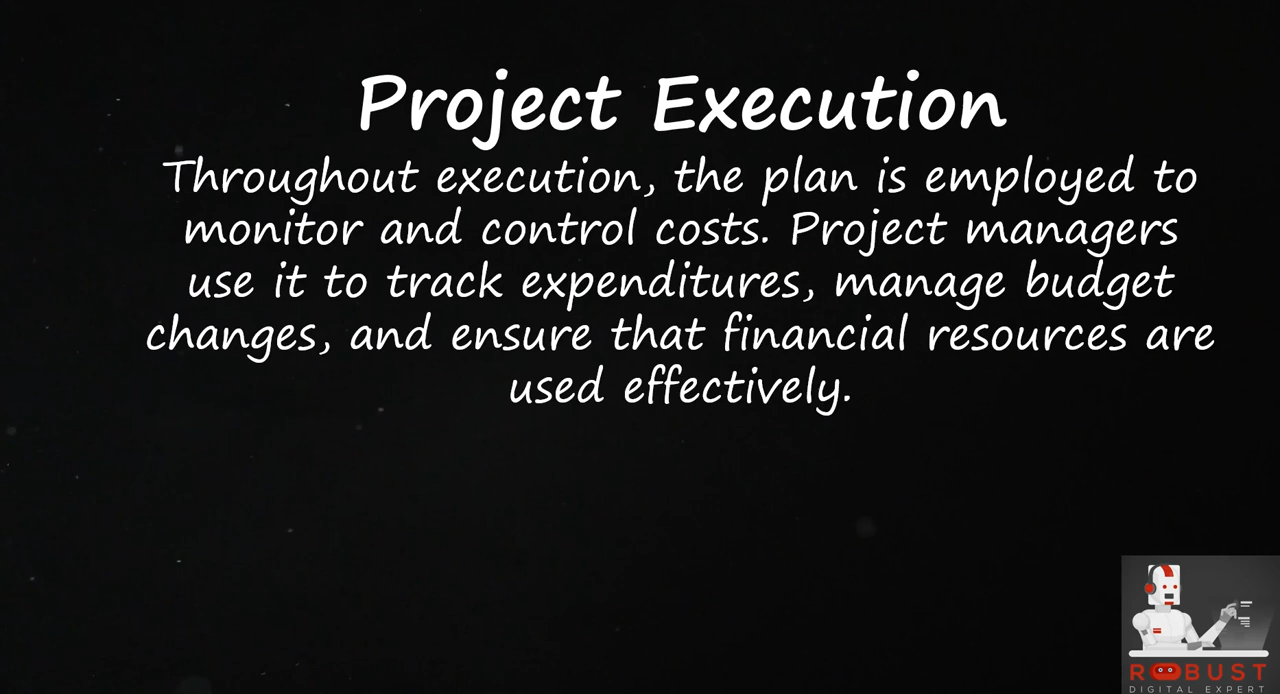 Project Execution
Throughout execution, the plan is employed to
monitor and control costs. Project managers
use it to track expenditures, manage budget
changes, and ensure that financial resources are
used effectively.
ROBUST
DIGITAL EXPERT